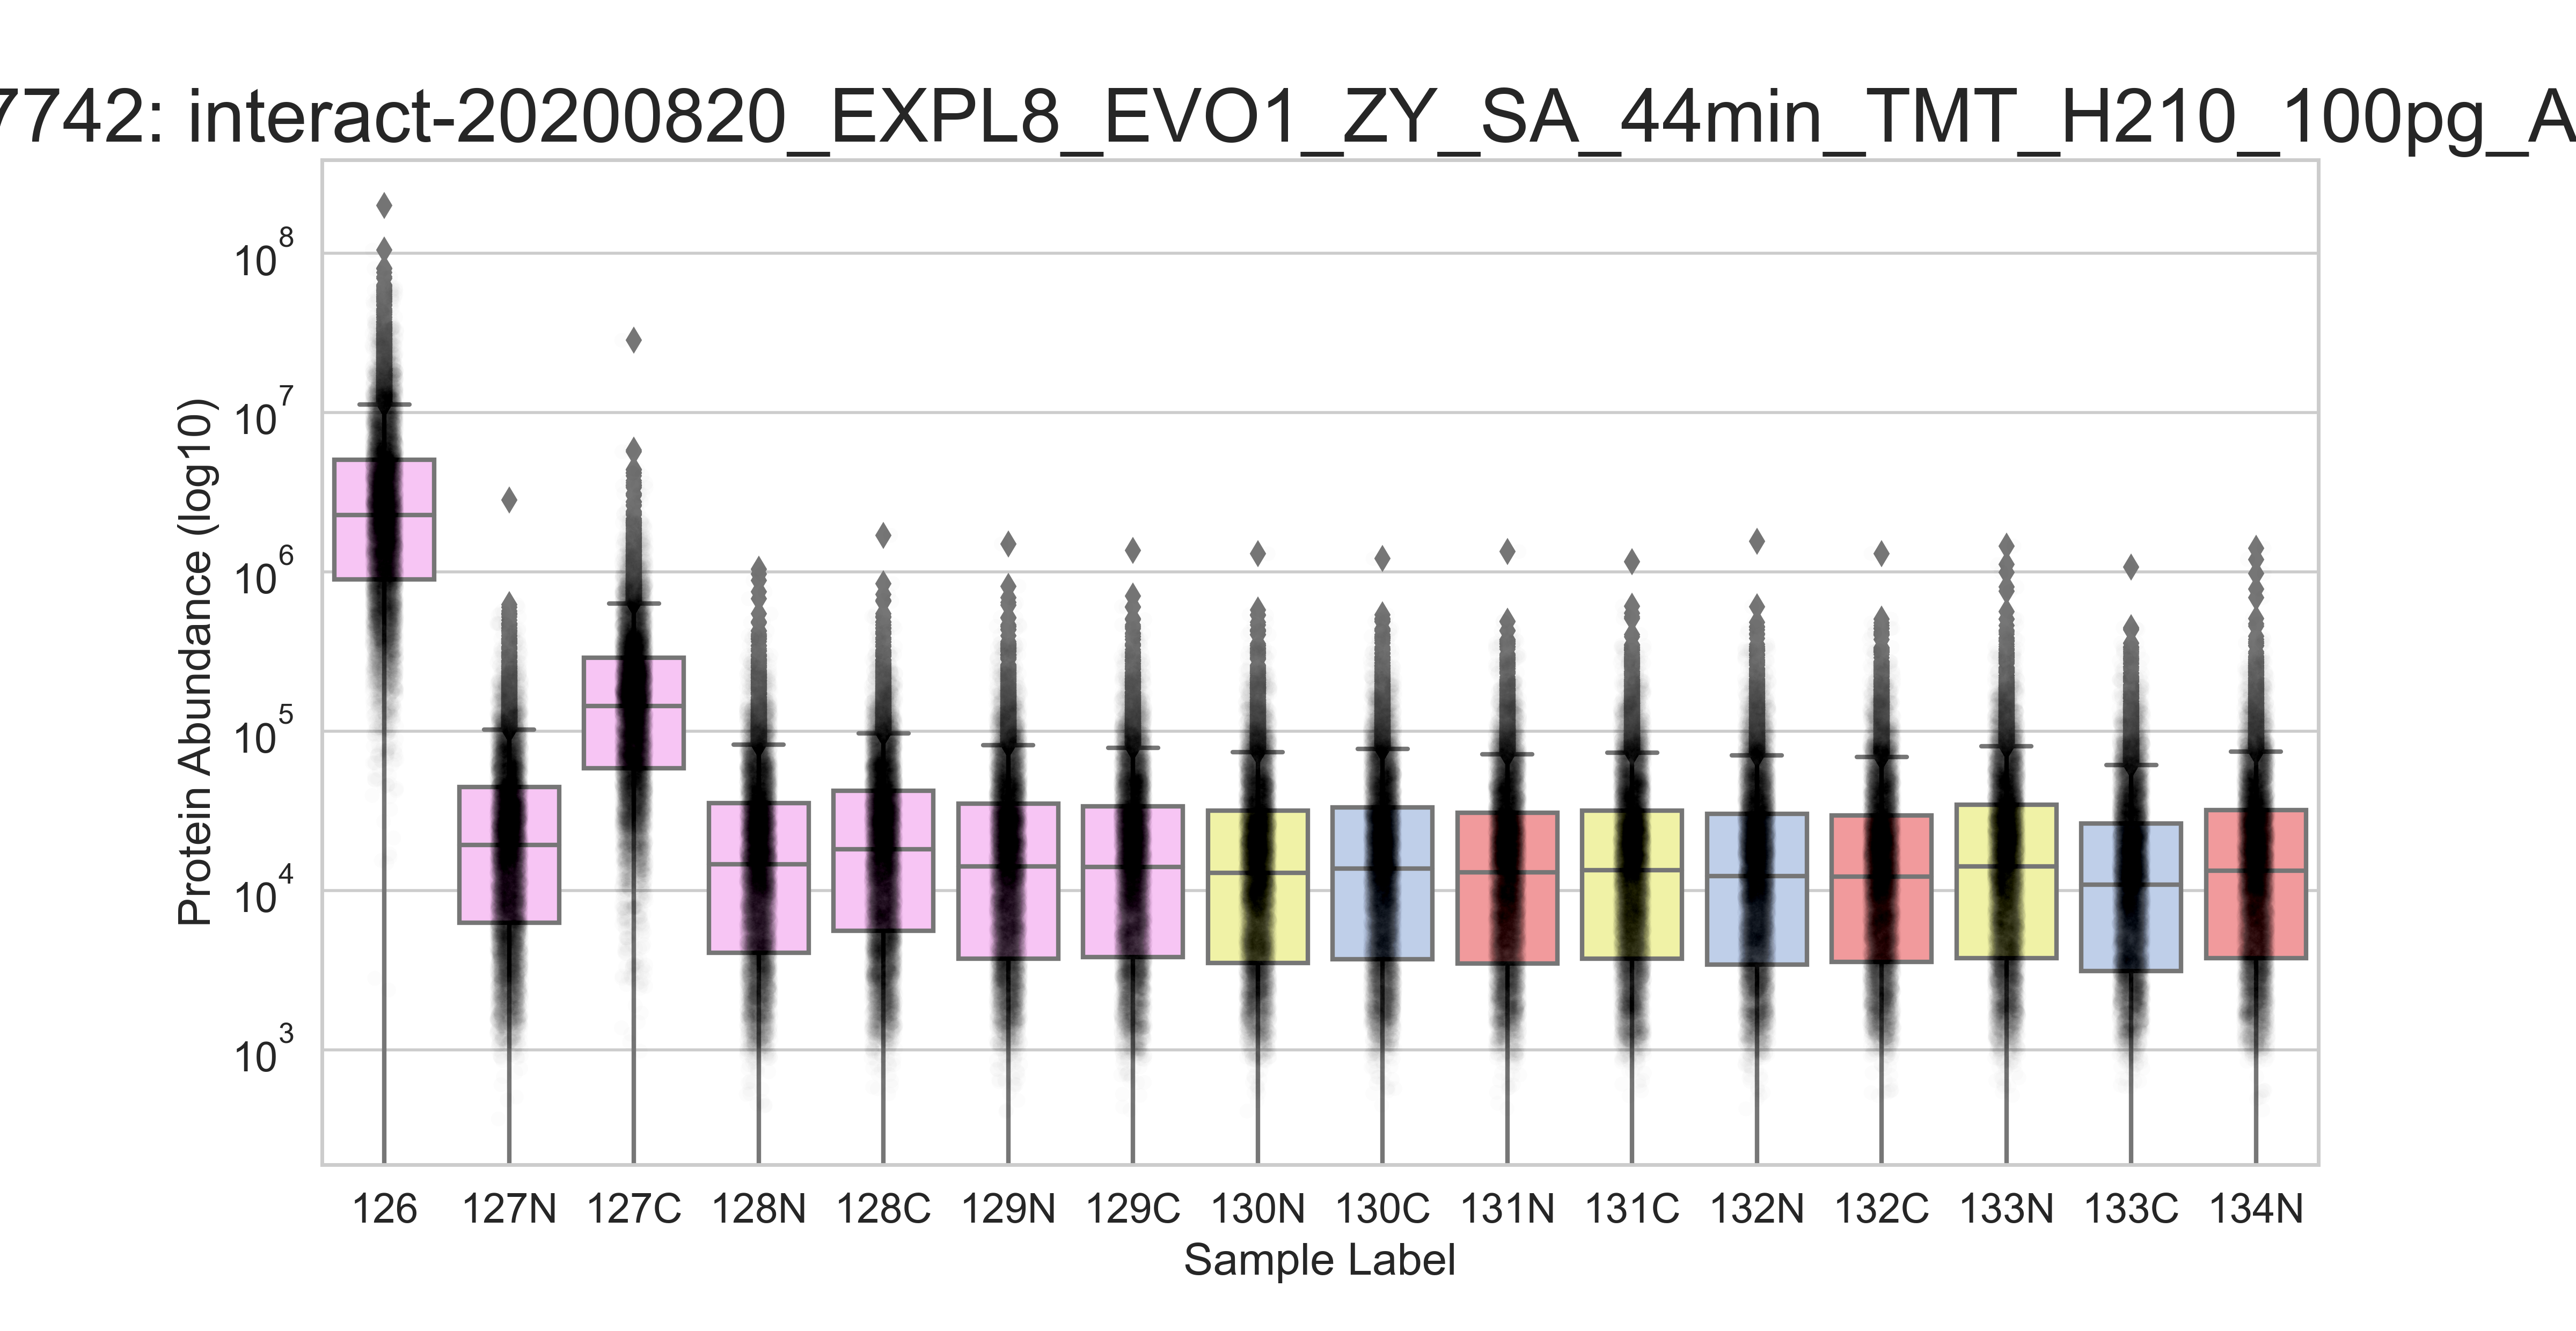 7742: interact-20200820_EXPL8_EVO1_ZY_SA_44min_TMT_H210_100pg_A
Protein Abundance (log10)
10^8
10^7
10^6
10^5
10^4
10^3
126 127N 127C 128N 128C 129N 129C 130N 130C 131N 131C 132N 132C 133N 133C 134N
Sample Label